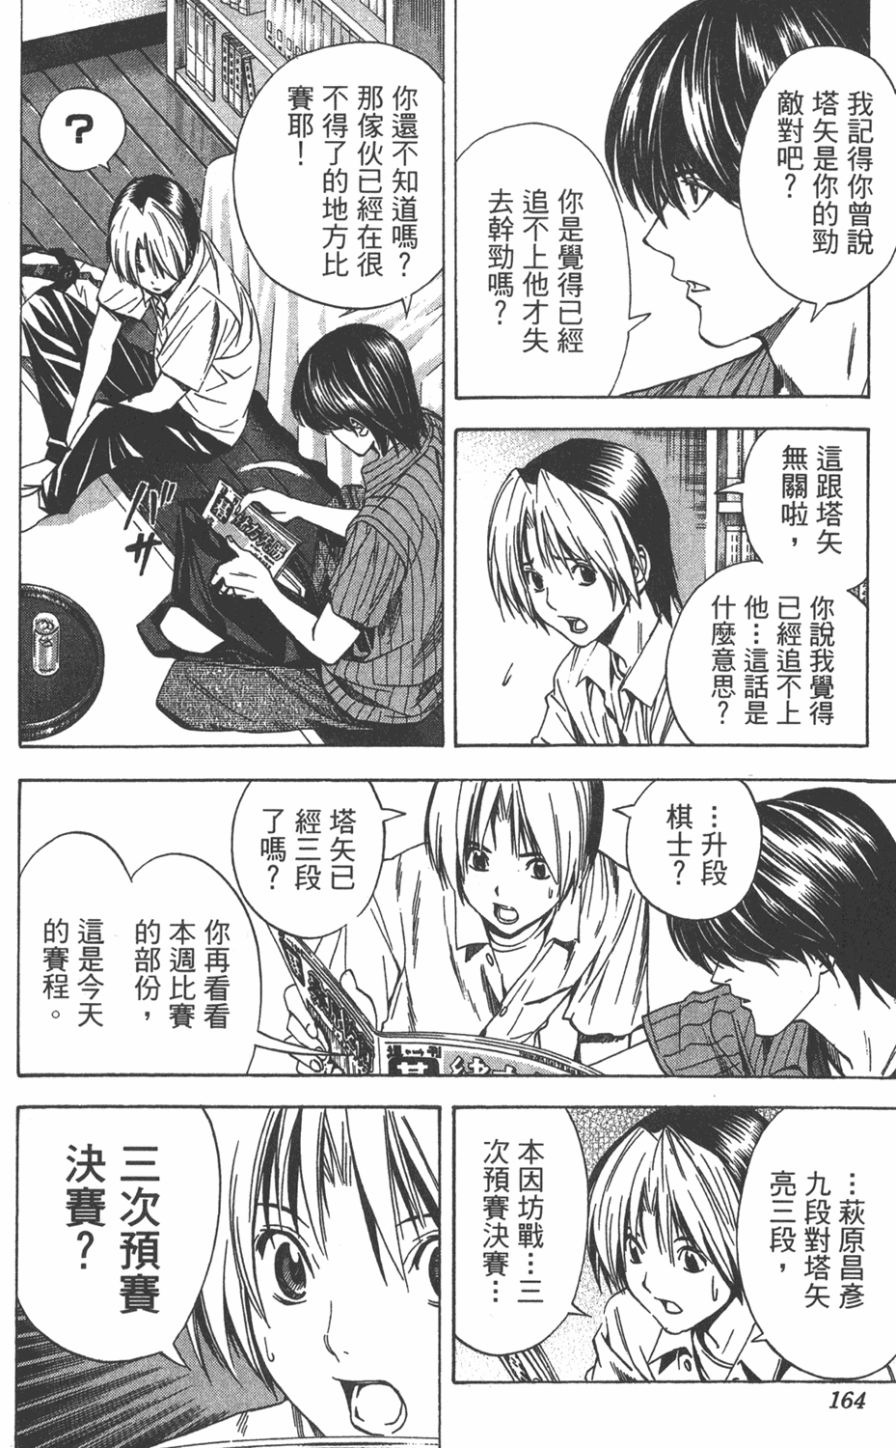 我記得你曾說
塔矢是你的勁
敵對吧？
你是覺得已經
追不上他才失
去幹勁嗎？
這跟塔矢
無關啦，
你說我覺得
已經追不上
他…這話是
什麼意思？
你還不知道嗎？
那傢伙已經在很
不得了的地方比
賽耶！
？
…升段
棋士？
塔矢已
經三段
了嗎？
你再看看
本週比賽
的部份，
這是今天
的賽程。
…萩原昌彥
九段對塔矢
亮三段，
本因坊戰…三
次預賽決賽…
三次預賽
決賽？
164